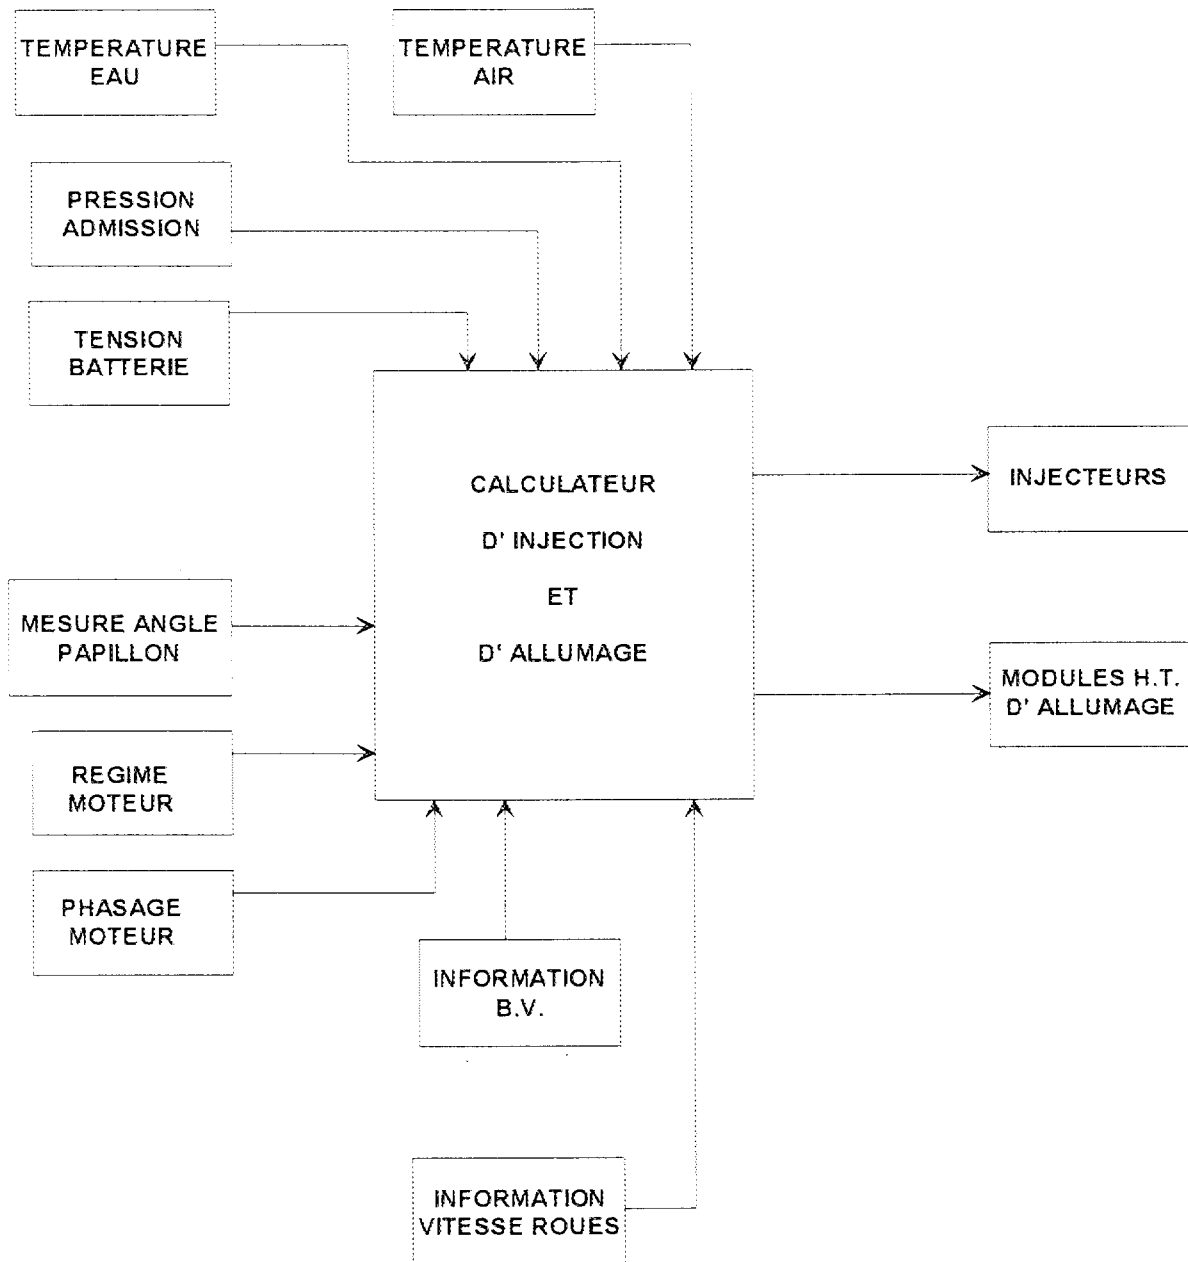 TEMPERATURE
EAU
TEMPERATURE
AIR
PRESSION
ADMISSION
TENSION
BATTERIE
CALCULATEUR
D' INJECTION
ET
D' ALLUMAGE
INJECTEURS
MESURE ANGLE
PAPILLON
MODULES H.T.
D' ALLUMAGE
RÉGIME
MOTEUR
PHASAGE
MOTEUR
INFORMATION
B.V.
INFORMATION
VITESSE ROUES